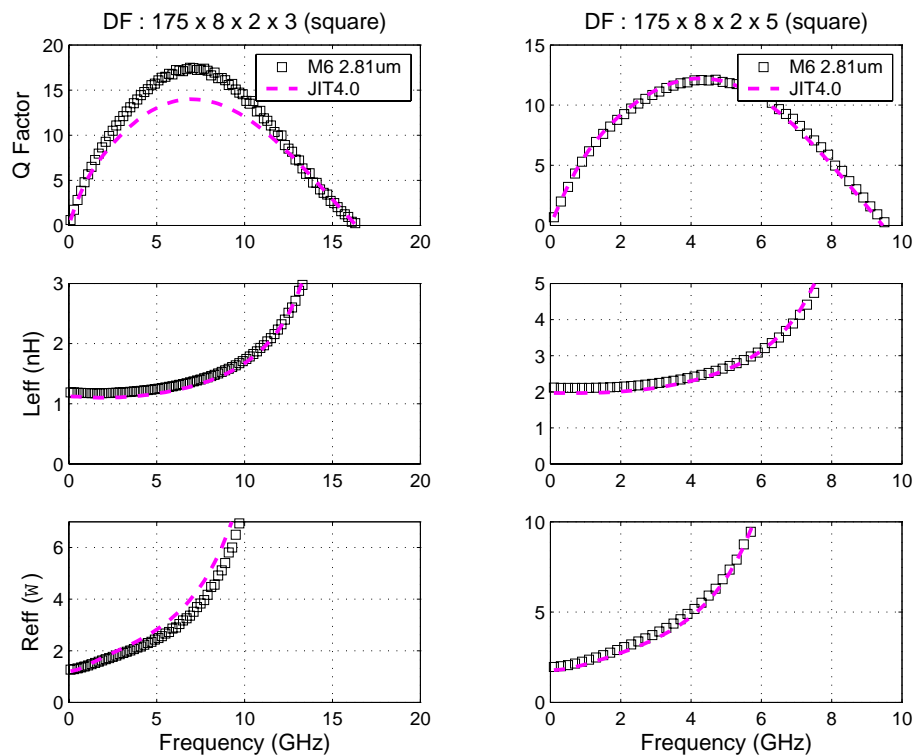 DF : 175 x 8 x 2 x 3 (square)
20
15
10
5
0
Q Factor
M6 2.81um
JIT4.0
0 5 10 15 20
DF : 175 x 8 x 2 x 5 (square)
15
10
5
0
M6 2.81um
JIT4.0
0 2 4 6 8 10
3
2
1
0
Leff (nH)
0 5 10 15 20
5
4
3
2
1
0
0 2 4 6 8 10
6
4
2
0
Reff (w)
0 5 10 15 20
Frequency (GHz)
10
5
0
0 2 4 6 8 10
Frequency (GHz)